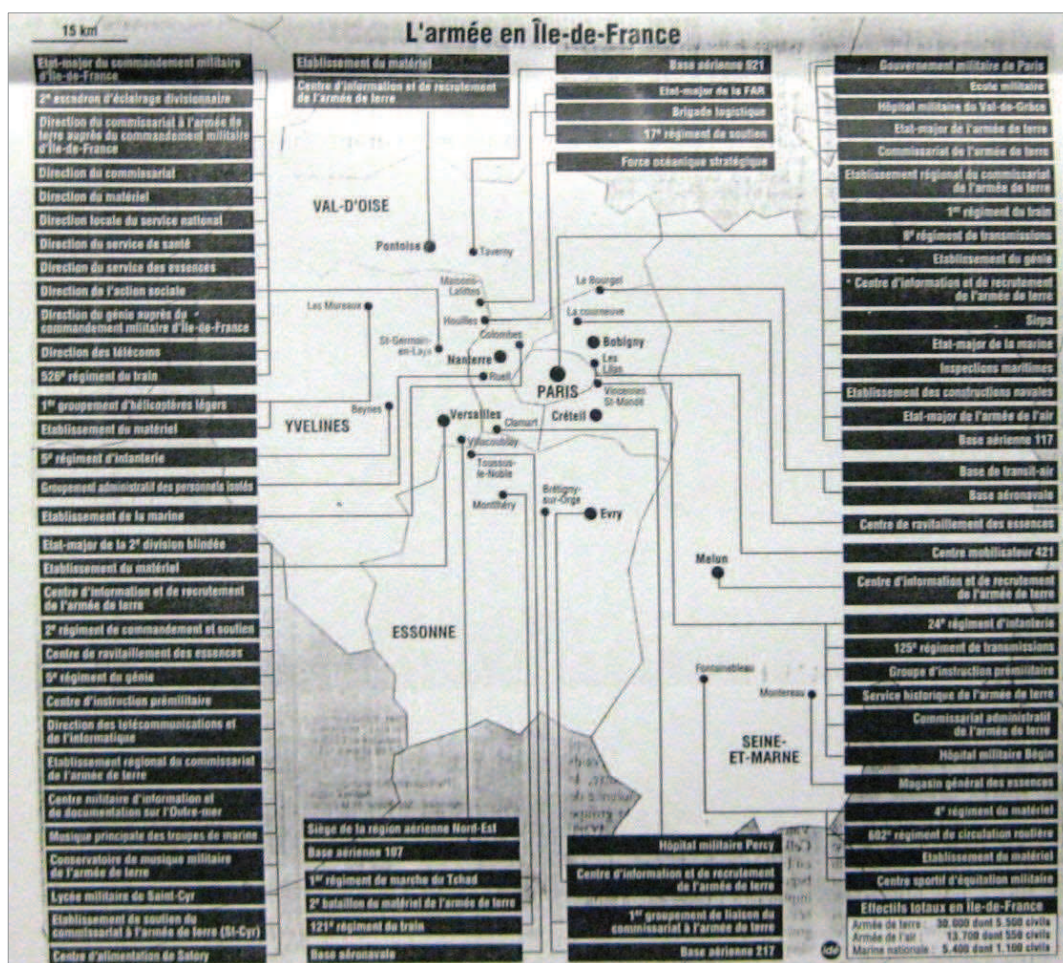 15 km
L'armée en Île-de-France
Etat-major du commandement militaire
d'Île-de-France
2e escadron d'éclairage divisionnaire
Direction du commissariat à l'armée de
terre auprès du commandement militaire
d'Île-de-France
Direction du commissariat
Direction du matériel
Direction locale du service national
Direction du service de santé
Direction du service des essences
Direction de l'action sociale
Direction du génie auprès du
commandement militaire d'Île-de-France
Direction des télécoms
526e régiment du train
1er groupement d'hélicoptères légers
Etablissement du matériel
5e régiment d'infanterie
Groupement administratif des personnels isolés
Etablissement de la marine
Etat-major de la 2e division blindée
Etablissement du matériel
Centre d'information et de recrutement
de l'armée de terre
2e régiment de commandement et soutien
Centre de ravitaillement des essences
5e régiment du génie
Centre d'instruction prémilitaire
Direction des télécommunications et
de l'informatique
Etablissement régional du commissariat
de l'armée de terre
Centre militaire d'information et
de documentation sur l'Outre-mer
Musique principale des troupes de marine
Conservatoire de musique militaire
de l'armée de terre
Lycée militaire de Saint-Cyr
Etablissement de soutien du
commissariat à l'armée de terre (St-Cyr)
Centre d'alimentation de Satory
Etablissement du matériel
Centre d'information et de recrutement
de l'armée de terre
Base aérienne 921
Etat-major de la FAR
Brigade logistique
17e régiment de soutien
Force océanique stratégique
Gouvernement militaire de Paris
Ecole militaire
Hôpital militaire du Val-de-Grâce
Etat-major de l'armée de terre
Commissariat de l'armée de terre
Etablissement régional du commissariat
de l'armée de terre
1er régiment du train
8e régiment de transmissions
Etablissement du génie
Centre d'information et de recrutement
de l'armée de terre
Sirpa
Etat-major de la marine
Inspections maritimes
Etablissement des constructions navales
Etat-major de l'armée de l'air
Base aérienne 117
Base de transit-air
Base aéronavale
Centre de ravitaillement des essences
Centre mobilisateur 421
Centre d'information et de recrutement
de l'armée de terre
24e régiment d'infanterie
125e régiment de transmissions
Groupe d'instruction prémilitaire
Service historique de l'armée de terre
Commissariat administratif
de l'armée de terre
Hôpital militaire Bégin
Magasin général des essences
4e régiment du matériel
602e régiment de circulation routière
Etablissement du matériel
Centre sportif d'équitation militaire
VAL-D'OISE
Pontoise
Taverny
Maisons-
Lafittes
Le Bourget
Les Mureaux
Houilles
La courneuve
Colombes
St-Germain-
en-Laye
Nanterre
Bobigny
Les
Lilas
Rueil
PARIS
Vincennes
St-Mandé
Beynes
YVELINES
Versailles
Clamart
Créteil
Villacoublay
Toussus-
le-Noble
Montlhéry
Brétigny-
sur-Orge
Evry
Melun
ESSONNE
Fontainebleau
Montereau
SEINE-
ET-MARNE
Siège de la région aérienne Nord-Est
Base aérienne 107
1er régiment de marche du Tchad
2e bataillon du matériel de l'armée de terre
121e régiment du train
Base aéronavale
Hôpital militaire Percy
Centre d'information et de recrutement
de l'armée de terre
1er groupement de liaison du
commissariat à l'armée de terre
Base aérienne 217
idé
Effectifs totaux en Île-de-France
Armée de terre : 30.000 dont 5.500 civils
Armée de l'air : 13.700 dont 550 civils
Marine nationale : 5.400 dont 1.100 civils